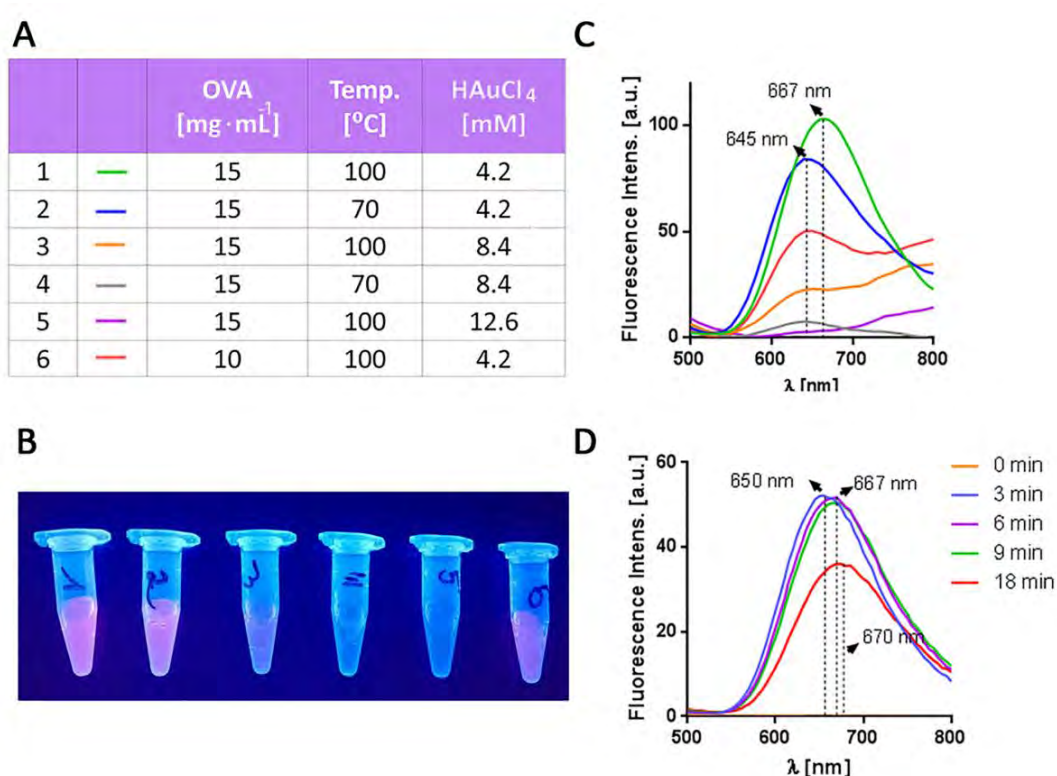 A
OVA [mg·mL⁻¹] Temp. [⁰C] HAuCl₄ [mM]
1 15 100 4.2
2 15 70 4.2
3 15 100 8.4
4 15 70 8.4
5 15 100 12.6
6 10 100 4.2
B
1 2 3
C
Fluorescence Intens. [a.u.]
100
50
0
667 nm
645 nm
500 600 700 800
λ [nm]
D
Fluorescence Intens. [a.u.]
60
40
20
0
650 nm
667 nm
670 nm
0 min
3 min
6 min
9 min
18 min
500 600 700 800
λ [nm]